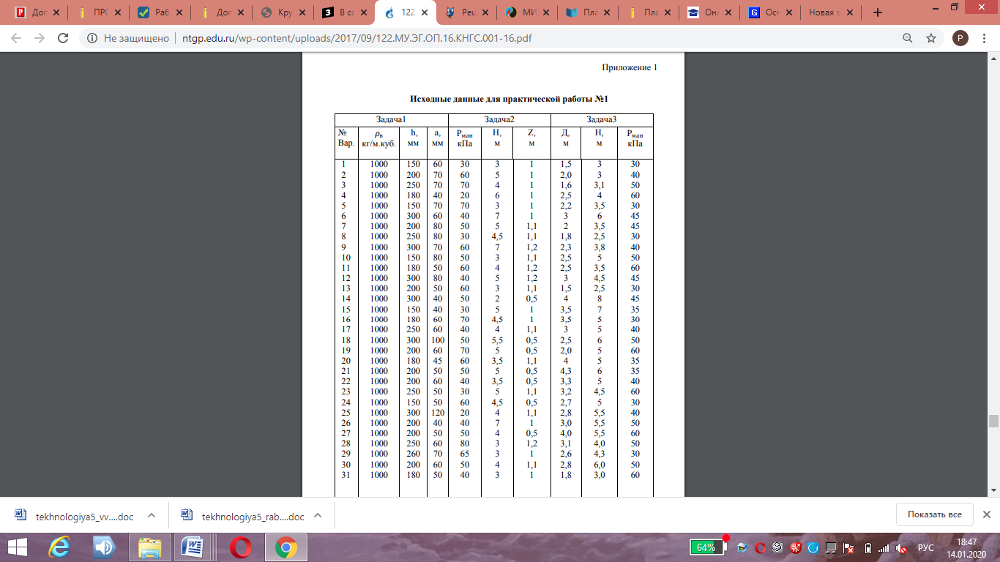 Дог
ПРС
Раб
Дог
Кру
В со
122
Рец
МИ
Пла
Пла
Онл
Осн
Новая в
Не защищено | ntgp.edu.ru/wp-content/uploads/2017/09/122.МУ.ЭГ.ОП.16.КНГС.001-16.pdf
Р
Приложение 1
Исходные данные для практической работы №1
Задача1 Задача2 Задача3
№ Вар. ρв кг/м.куб. h, мм a, мм Рман кПа Н, м Z, м Д, м Н, м Рман кПа
1 1000 150 60 30 3 1 1,5 3 30
2 1000 200 70 60 5 1 2,0 3 40
3 1000 250 70 70 4 1 1,6 3,1 50
4 1000 180 40 20 6 1 2,5 4 60
5 1000 150 70 70 3 1 2,2 3,5 30
6 1000 300 60 40 7 1 3 6 45
7 1000 200 80 50 5 1,1 2 3,5 45
8 1000 250 80 30 4,5 1,1 1,8 2,5 30
9 1000 300 70 60 7 1,2 2,3 3,8 40
10 1000 150 80 50 3 1,1 2,5 5 50
11 1000 180 50 60 4 1,2 2,5 3,5 60
12 1000 300 80 40 5 1,2 3 4,5 45
13 1000 200 50 60 3 1,1 1,5 2,5 30
14 1000 300 40 50 2 0,5 4 8 45
15 1000 150 40 30 5 1 3,5 7 35
16 1000 180 60 70 4,5 1 3,5 5 30
17 1000 250 60 40 4 1,1 3 5 40
18 1000 300 100 50 5,5 0,5 2,5 6 50
19 1000 200 60 70 5 0,5 2,0 5 60
20 1000 180 45 60 3,5 1,1 4 5 35
21 1000 200 50 50 5 0,5 4,3 6 35
22 1000 200 60 40 3,5 0,5 3,3 5 40
23 1000 250 50 30 5 1,1 3,2 4,5 60
24 1000 150 50 60 4,5 0,5 2,7 5 30
25 1000 300 120 20 4 1,1 2,8 5,5 40
26 1000 200 40 40 7 1 3,0 5,5 50
27 1000 200 50 50 4 0,5 4,0 5,5 60
28 1000 250 60 80 3 1,2 3,1 4,0 50
29 1000 260 70 65 3 1 2,6 4,3 30
30 1000 200 60 50 4 1,1 2,8 6,0 50
31 1000 180 50 40 3 1 1,8 3,0 60
tekhnologiya5_vv....doc
tekhnologiya5_rab....doc
Показать все
64%
РУС
18:47
14.01.2020